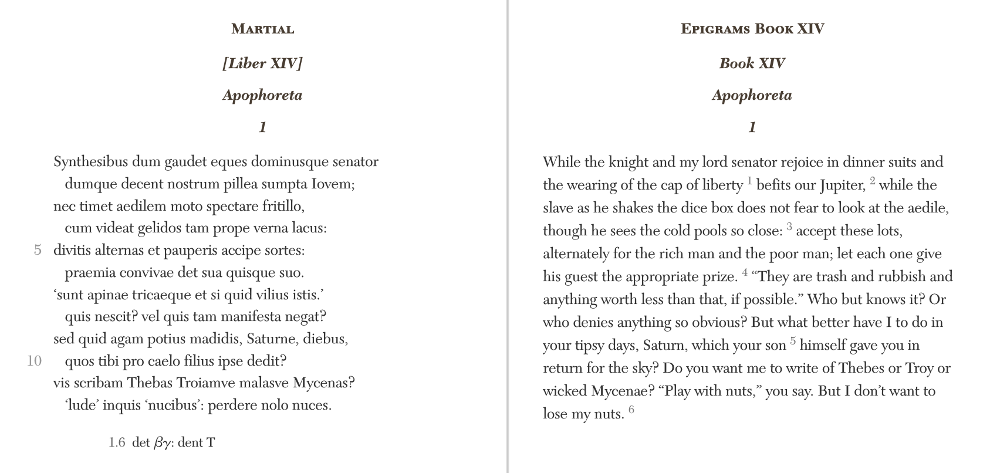 Martial
[Liber XIV]
Apophoreta
1
Synthesibus dum gaudet eques dominusque senator
dumque decent nostrum pillea sumpta Iovem;
nec timet aedilem moto spectare fritillo,
cum videat gelidos tam prope verna lacus:
5 divitis alternas et pauperis accipe sortes:
praemia convivae det sua quisque suo.
‘sunt apinae tricaeque et si quid vilius istis.’
quis nescit? vel quis tam manifesta negat?
sed quid agam potius madidis, Saturne, diebus,
10 quos tibi pro caelo filius ipse dedit?
vis scribam Thebas Troiamve malasve Mycenas?
‘lude’ inquis ‘nucibus’: perdere nolo nuces.
1.6 det βγ: dent T
Epigrams Book XIV
Book XIV
Apophoreta
1
While the knight and my lord senator rejoice in dinner suits and
the wearing of the cap of liberty 1 befits our Jupiter, 2 while the
slave as he shakes the dice box does not fear to look at the aedile,
though he sees the cold pools so close: 3 accept these lots,
alternately for the rich man and the poor man; let each one give
his guest the appropriate prize. 4 “They are trash and rubbish and
anything worth less than that, if possible.” Who but knows it? Or
who denies anything so obvious? But what better have I to do in
your tipsy days, Saturn, which your son 5 himself gave you in
return for the sky? Do you want me to write of Thebes or Troy or
wicked Mycenae? “Play with nuts,” you say. But I don’t want to
lose my nuts. 6